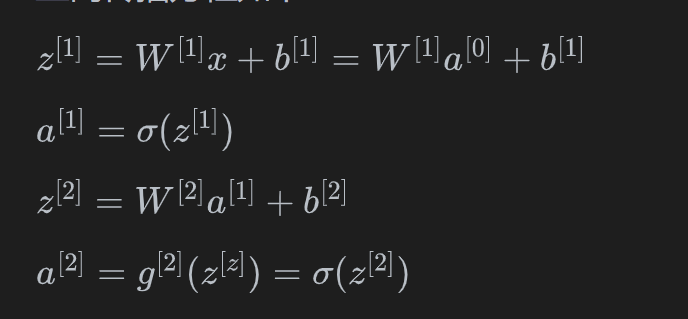 z^{[1]} = W^{[1]}x + b^{[1]} = W^{[1]}a^{[0]} + b^{[1]}
a^{[1]} = σ(z^{[1]})
z^{[2]} = W^{[2]}a^{[1]} + b^{[2]}
a^{[2]} = g^{[2]}(z^{[z]}) = σ(z^{[2]})